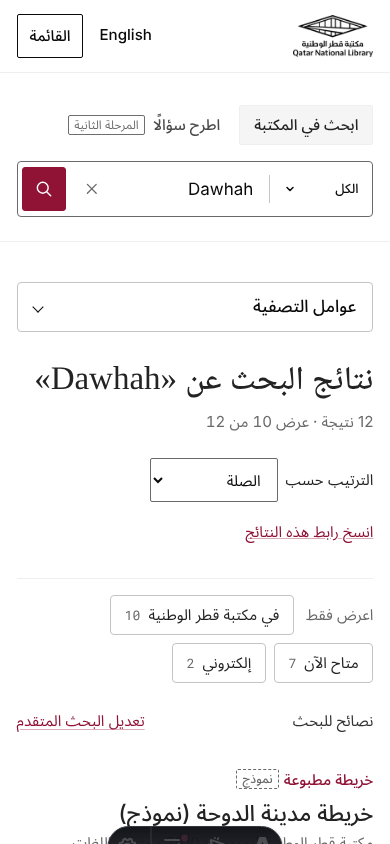 مكتبة قطر الوطنية
Qatar National Library
English
القائمة
ابحث في المكتبة
اطرح سؤالًا
المرحلة الثانية
الكل
Dawhah
عوامل التصفية
نتائج البحث عن «Dawhah»
12 نتيجة · عرض 10 من 12
الترتيب حسب
الصلة
انسخ رابط هذه النتائج
اعرض فقط
في مكتبة قطر الوطنية 10
متاح الآن 7
إلكتروني 2
نصائح للبحث
تعديل البحث المتقدم
خريطة مطبوعة
نموذج
خريطة مدينة الدوحة (نموذج)
مكتبة قطر